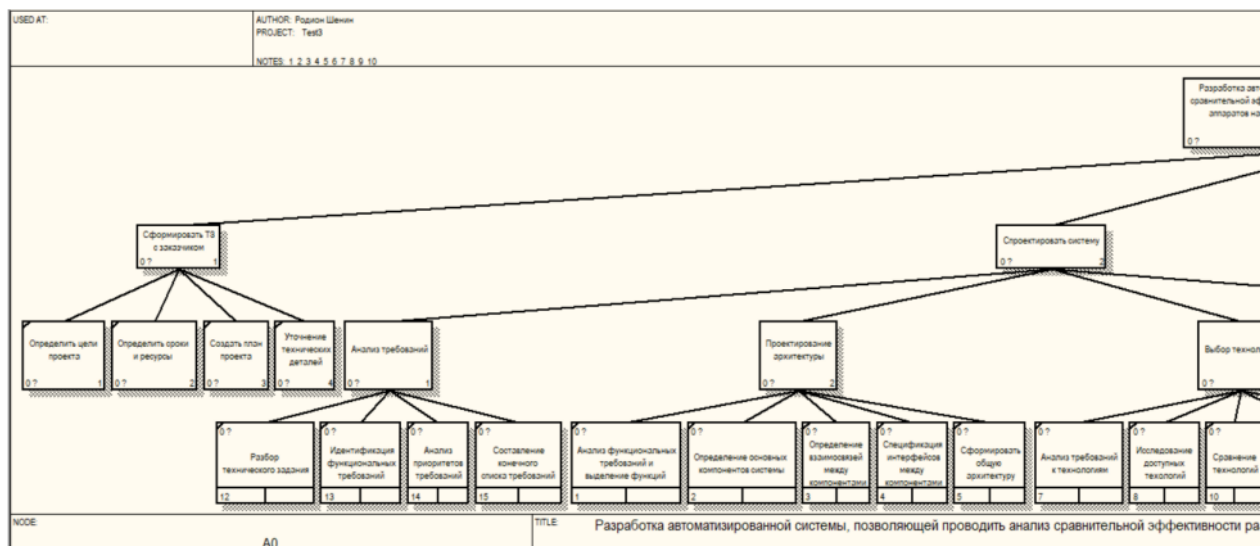 USED AT:
AUTHOR: Родион Шенин
PROJECT: Test3
NOTES: 1 2 3 4 5 6 7 8 9 10
Разработка авт
сравнительной эф
аппаратов на
0 ?
Сформировать ТЗ
с заказчиком
0 ? 1
Спроектировать систему
0 ? 2
Определить цели
проекта
0 ? 1
Определить сроки
и ресурсы
0 ? 2
Создать план
проекта
0 ? 3
Уточнение
технических
деталей
0 ? 4
Анализ требований
0 ? 1
Проектирование
архитектуры
0 ? 2
Выбор технол
0 ?
0 ?
Разбор
технического задания
12
0 ?
Идентификация
функциональных
требований
13
0 ?
Анализ
приоритетов
требований
14
0 ?
Составление
конечного
списка требований
15
0 ?
Анализ функциональных
требований и
выделение функций
1
0 ?
Определение основных
компонентов системы
2
0 ?
Определение
взаимосвязей
между
компонентами
3
0 ?
Спецификация
интерфейсов
между
компонентами
4
0 ?
Сформировать
общую
архитектуру
5
0 ?
Анализ требований
к технологиям
7
0 ?
Исследование
доступных
техологий
8
0 ?
Сравнение
технологий
10
NODE:
A0
TITLE:
Разработка автоматизированной системы, позволяющей проводить анализ сравнительной эффективности ра